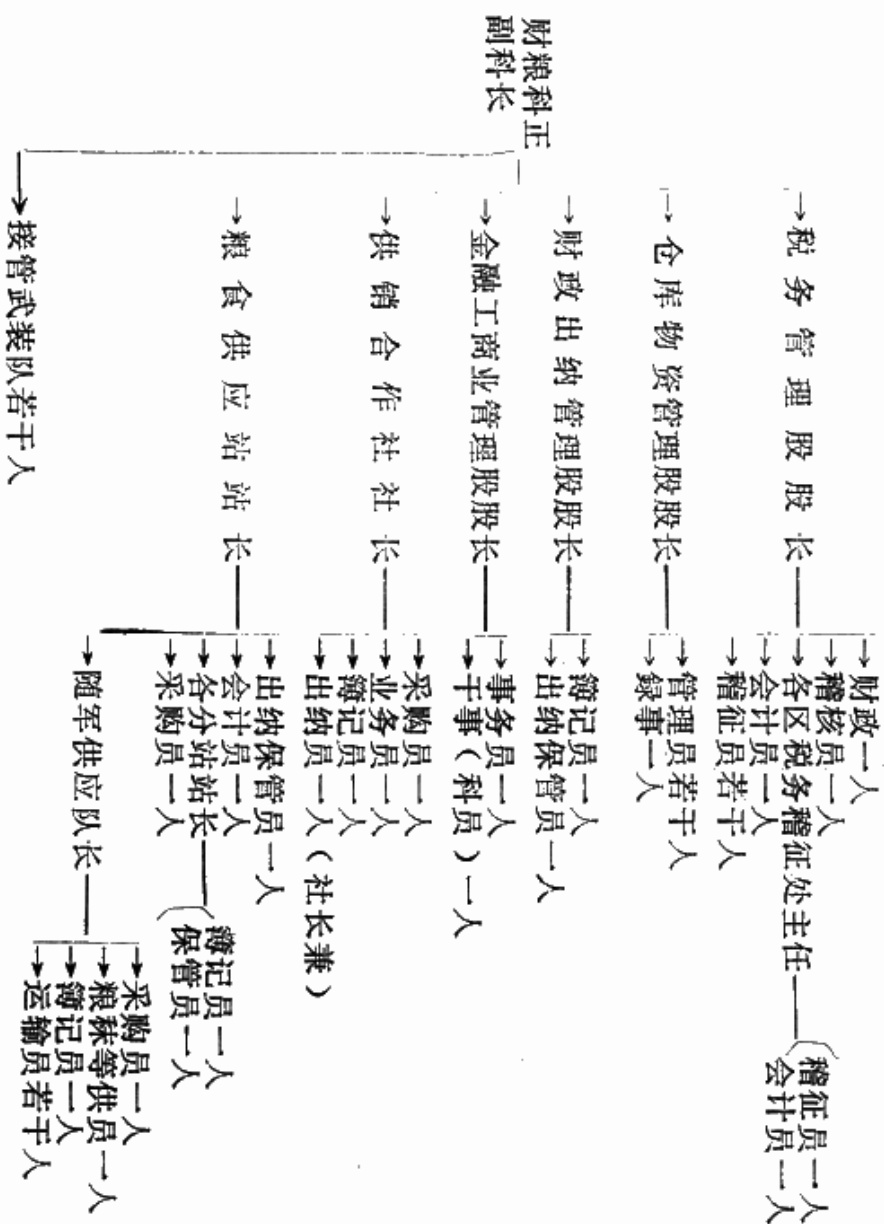 财粮科正
副科长
税务管理股股长
财政一人
稽核员一人
各区税务稽征处主任
稽征员一人
会计员一人
会计员一人
稽征员若干人
仓库物资管理股股长
管理员若干人
録事一人
财政出纳管理股股长
簿记员一人
出纳保管员一人
金融工商业管理股股长
事务员一人
干事(科员)一人
供销合作社社长
采购员一人
业务员一人
簿记员一人
出纳员一人(社长兼)
粮食供应站站长
出纳保管员一人
会计员一人
各分站站长
簿记员一人
保管员一人
采购员一人
随军供应队长
采购员一人
粮秣等供员一人
簿记员一人
运输员若干人
接管武装队若干人